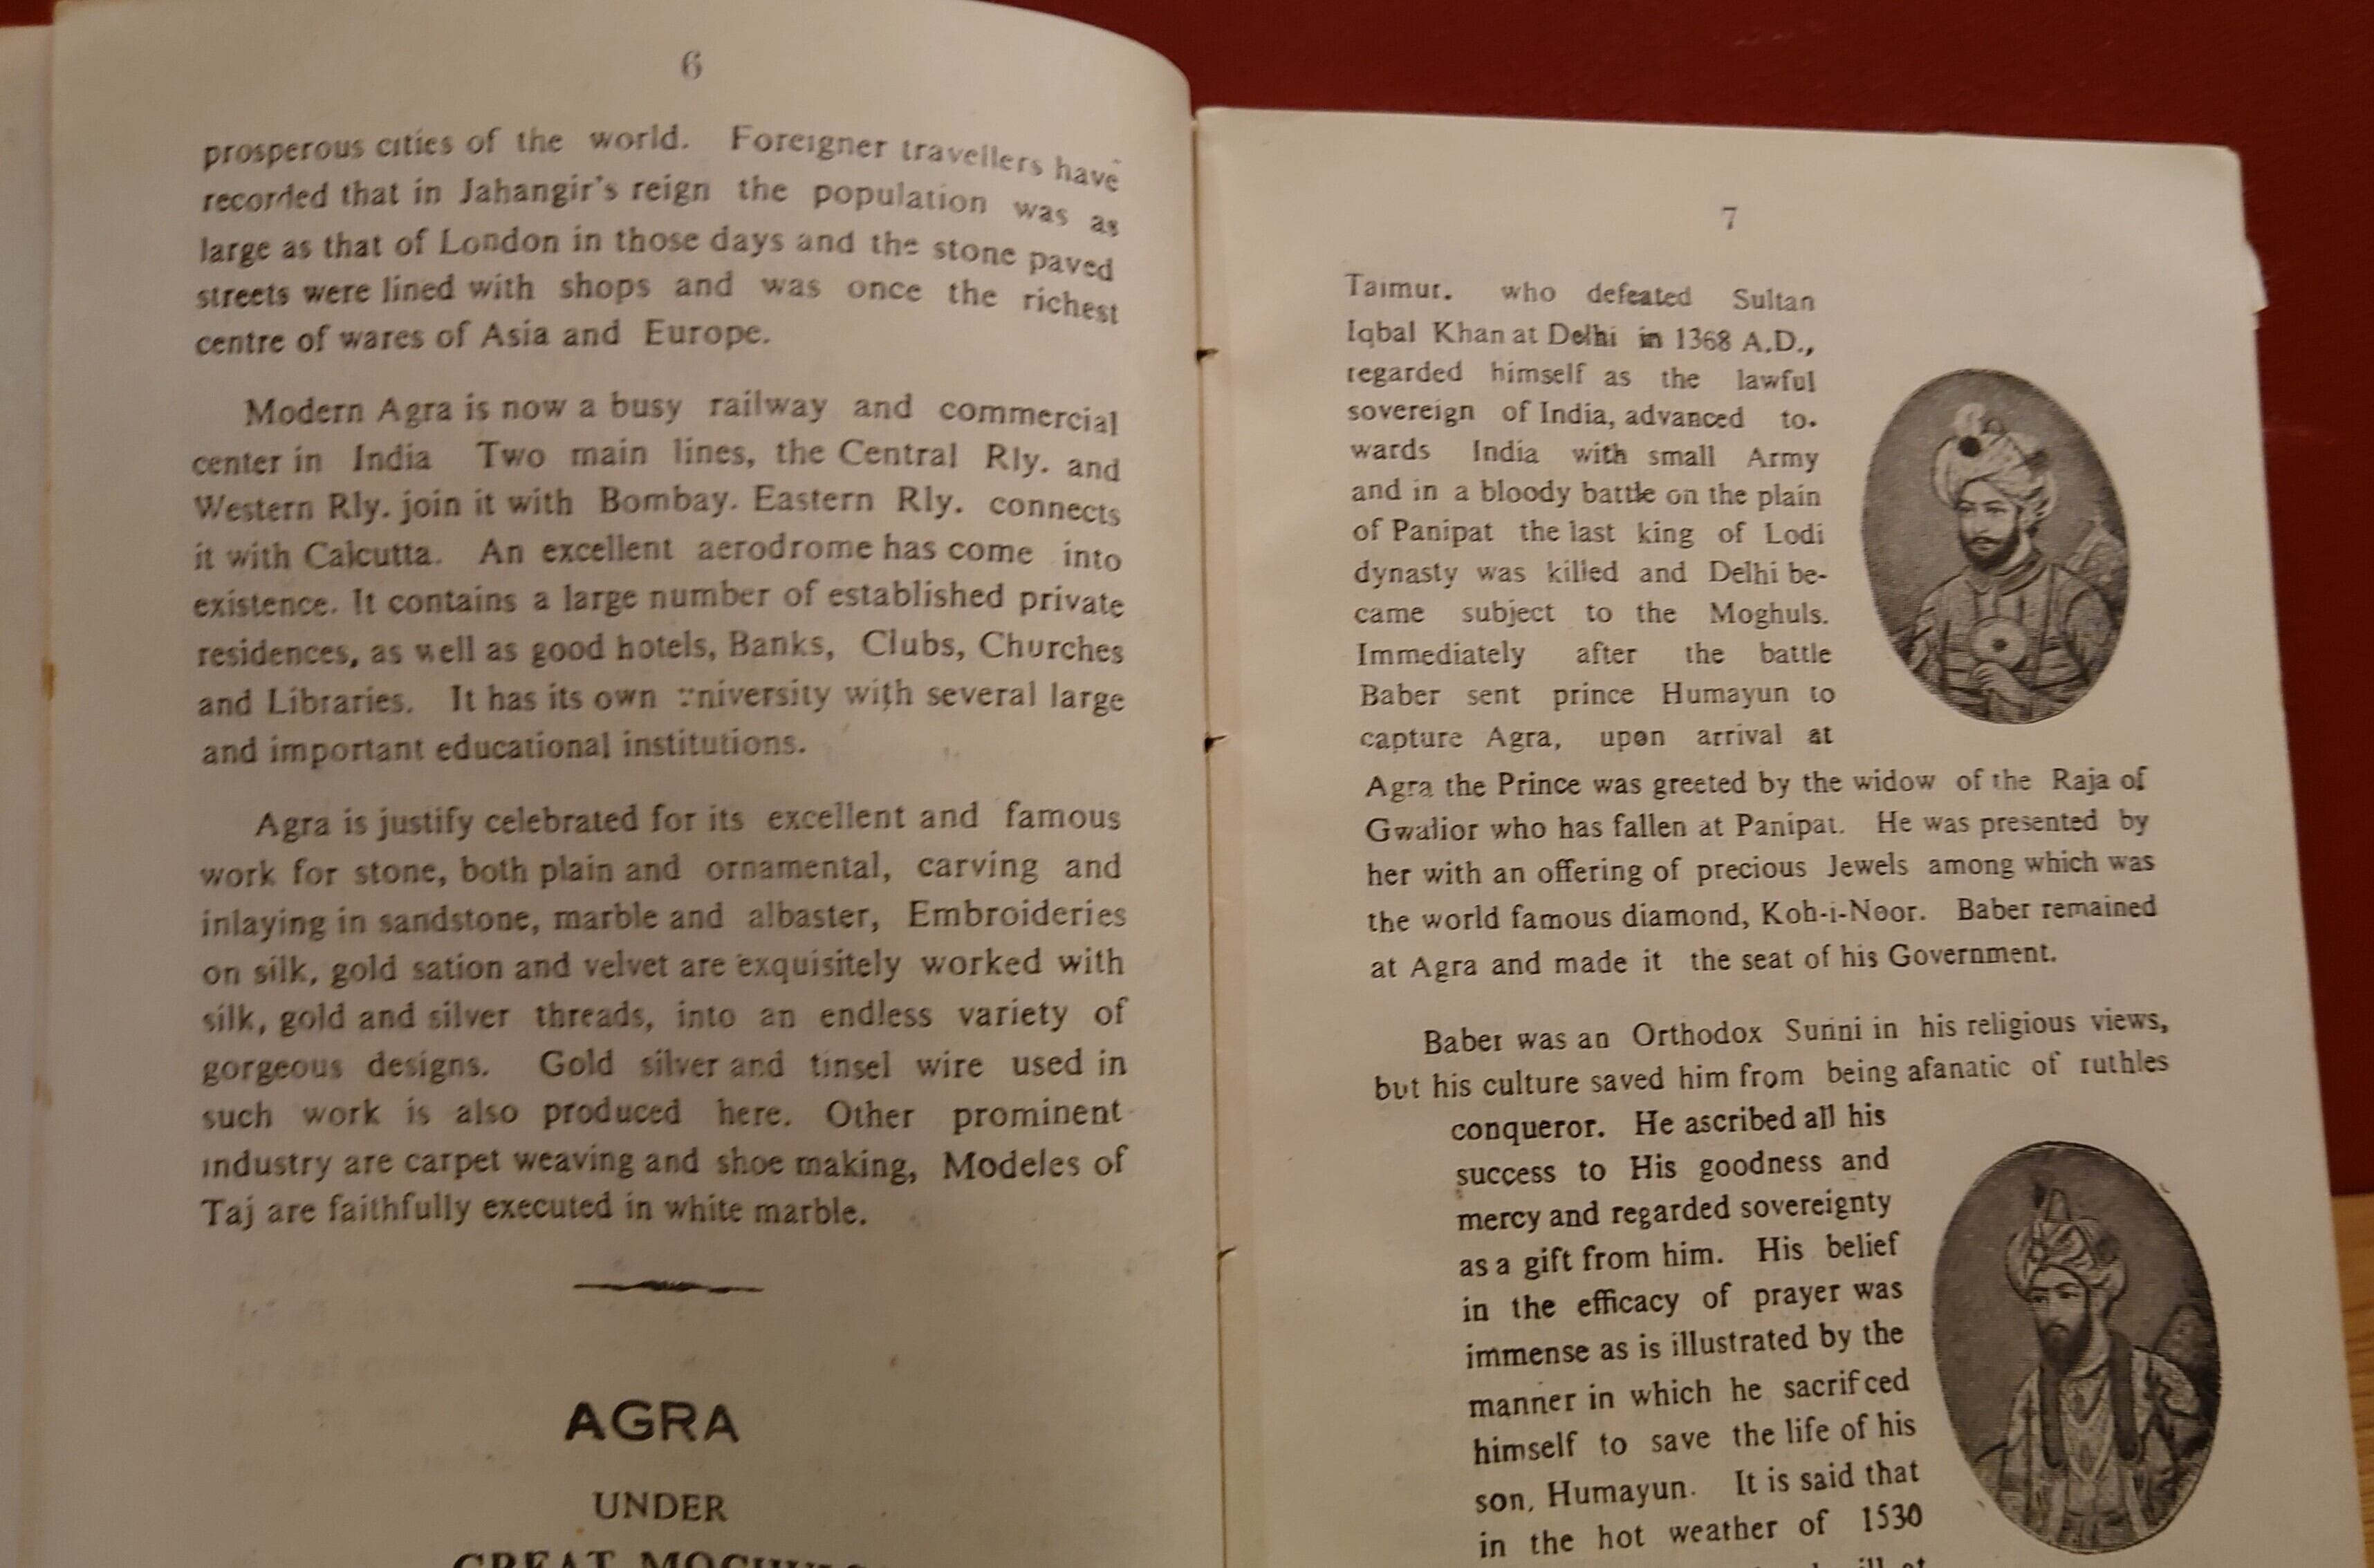 6
prosperous cities of the world. Foreigner travellers have
recorded that in Jahangir's reign the population was as
large as that of London in those days and the stone paved
streets were lined with shops and was once the richest
centre of wares of Asia and Europe.
Modern Agra is now a busy railway and commercial
center in India Two main lines, the Central Rly. and
Western Rly. join it with Bombay. Eastern Rly. connects
it with Calcutta. An excellent aerodrome has come into
existence. It contains a large number of established private
residences, as well as good hotels, Banks, Clubs, Churches
and Libraries. It has its own university with several large
and important educational institutions.
Agra is justify celebrated for its excellent and famous
work for stone, both plain and ornamental, carving and
inlaying in sandstone, marble and albaster, Embroideries
on silk, gold sation and velvet are exquisitely worked with
silk, gold and silver threads, into an endless variety of
gorgeous designs. Gold silver and tinsel wire used in
such work is also produced here. Other prominent
industry are carpet weaving and shoe making, Modeles of
Taj are faithfully executed in white marble.
AGRA
UNDER
GREAT
7
Taimur. who defeated Sultan
Iqbal Khan at Delhi in 1368 A.D.,
regarded himself as the lawful
sovereign of India, advanced to-
wards India with small Army
and in a bloody battle on the plain
of Panipat the last king of Lodi
dynasty was killed and Delhi be-
came subject to the Moghuls.
Immediately after the battle
Baber sent prince Humayun to
capture Agra, upon arrival at
Agra the Prince was greeted by the widow of the Raja of
Gwalior who has fallen at Panipat. He was presented by
her with an offering of precious Jewels among which was
the world famous diamond, Koh-i-Noor. Baber remained
at Agra and made it the seat of his Government.
Baber was an Orthodox Sunni in his religious views,
but his culture saved him from being afanatic of ruthles
conqueror. He ascribed all his
success to His goodness and
mercy and regarded sovereignty
as a gift from him. His belief
in the efficacy of prayer was
immense as is illustrated by the
manner in which he sacrifced
himself to save the life of his
son, Humayun. It is said that
in the hot weather of 1530